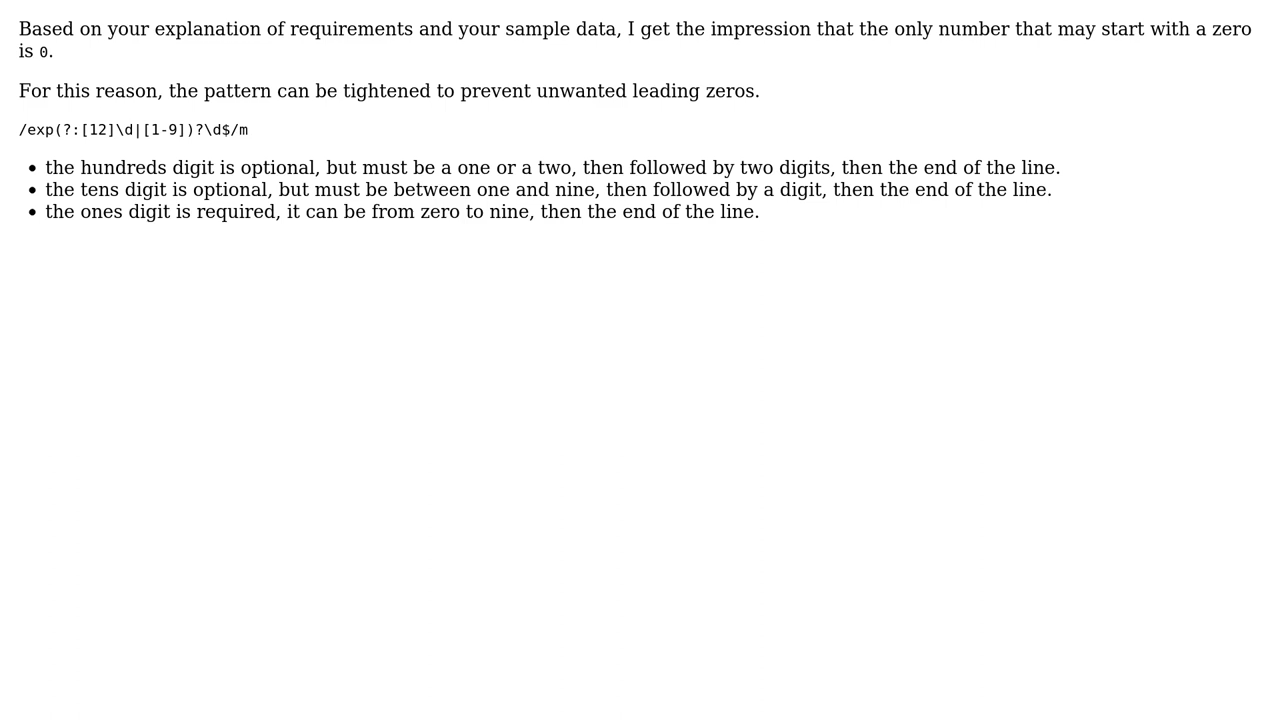 Based on your explanation of requirements and your sample data, I get the impression that the only number that may start with a zero
is 0.
For this reason, the pattern can be tightened to prevent unwanted leading zeros.
/exp(?:[12]\d|[1-9])?\d$/m
• the hundreds digit is optional, but must be a one or a two, then followed by two digits, then the end of the line.
• the tens digit is optional, but must be between one and nine, then followed by a digit, then the end of the line.
• the ones digit is required, it can be from zero to nine, then the end of the line.